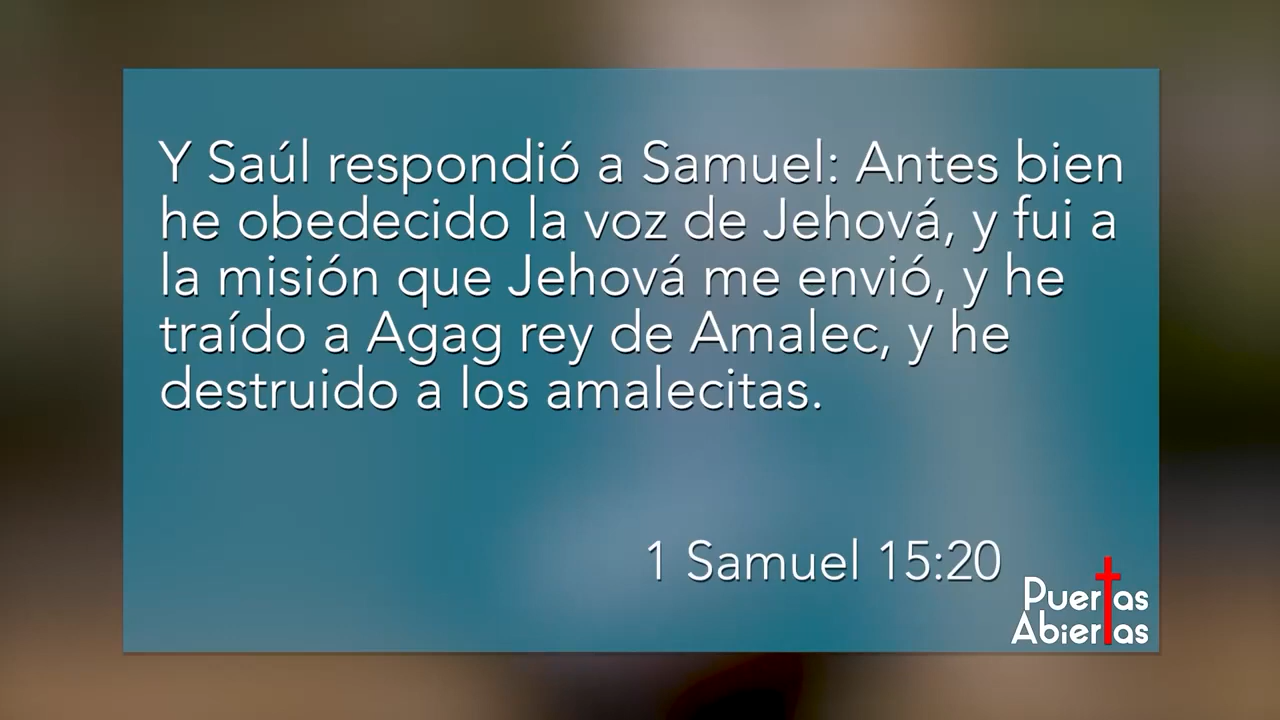 Y Saúl respondió a Samuel: Antes bien
he obedecido la voz de Jehová, y fui a
la misión que Jehová me envió, y he
traído a Agag rey de Amalec, y he
destruido a los amalecitas.
1 Samuel 15:20
Puertas
Abiertas